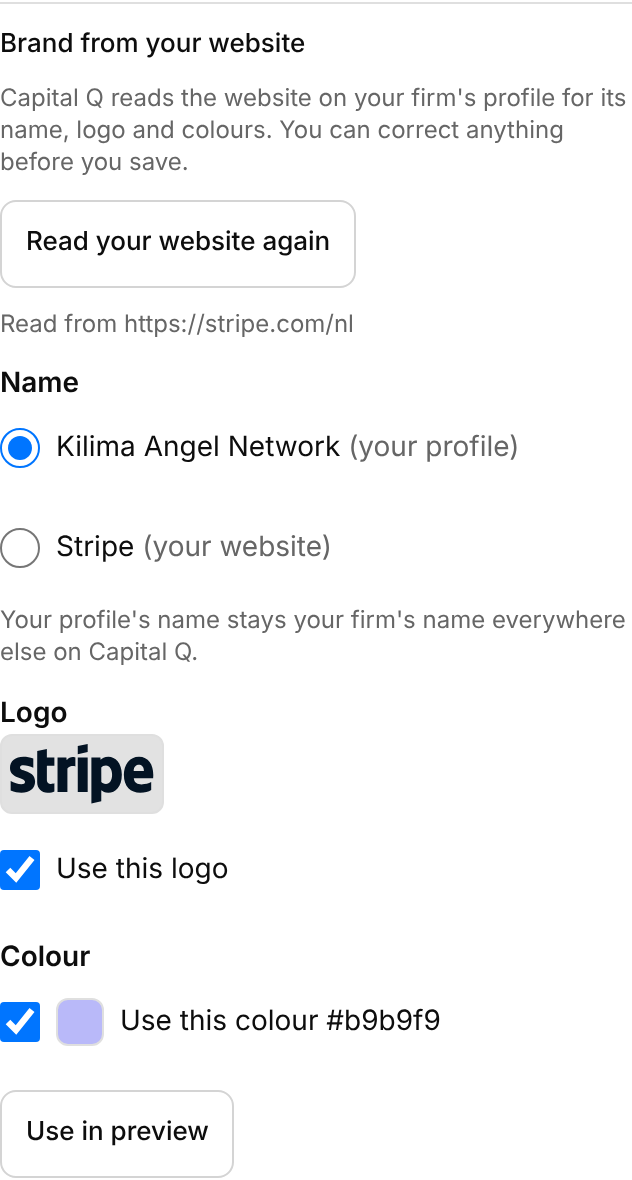 Brand from your website
Capital Q reads the website on your firm's profile for its
name, logo and colours. You can correct anything
before you save.
Read your website again
Read from https://stripe.com/nl
Name
Kilima Angel Network (your profile)
Stripe (your website)
Your profile's name stays your firm's name everywhere
else on Capital Q.
Logo
stripe
Use this logo
Colour
Use this colour #b9b9f9
Use in preview